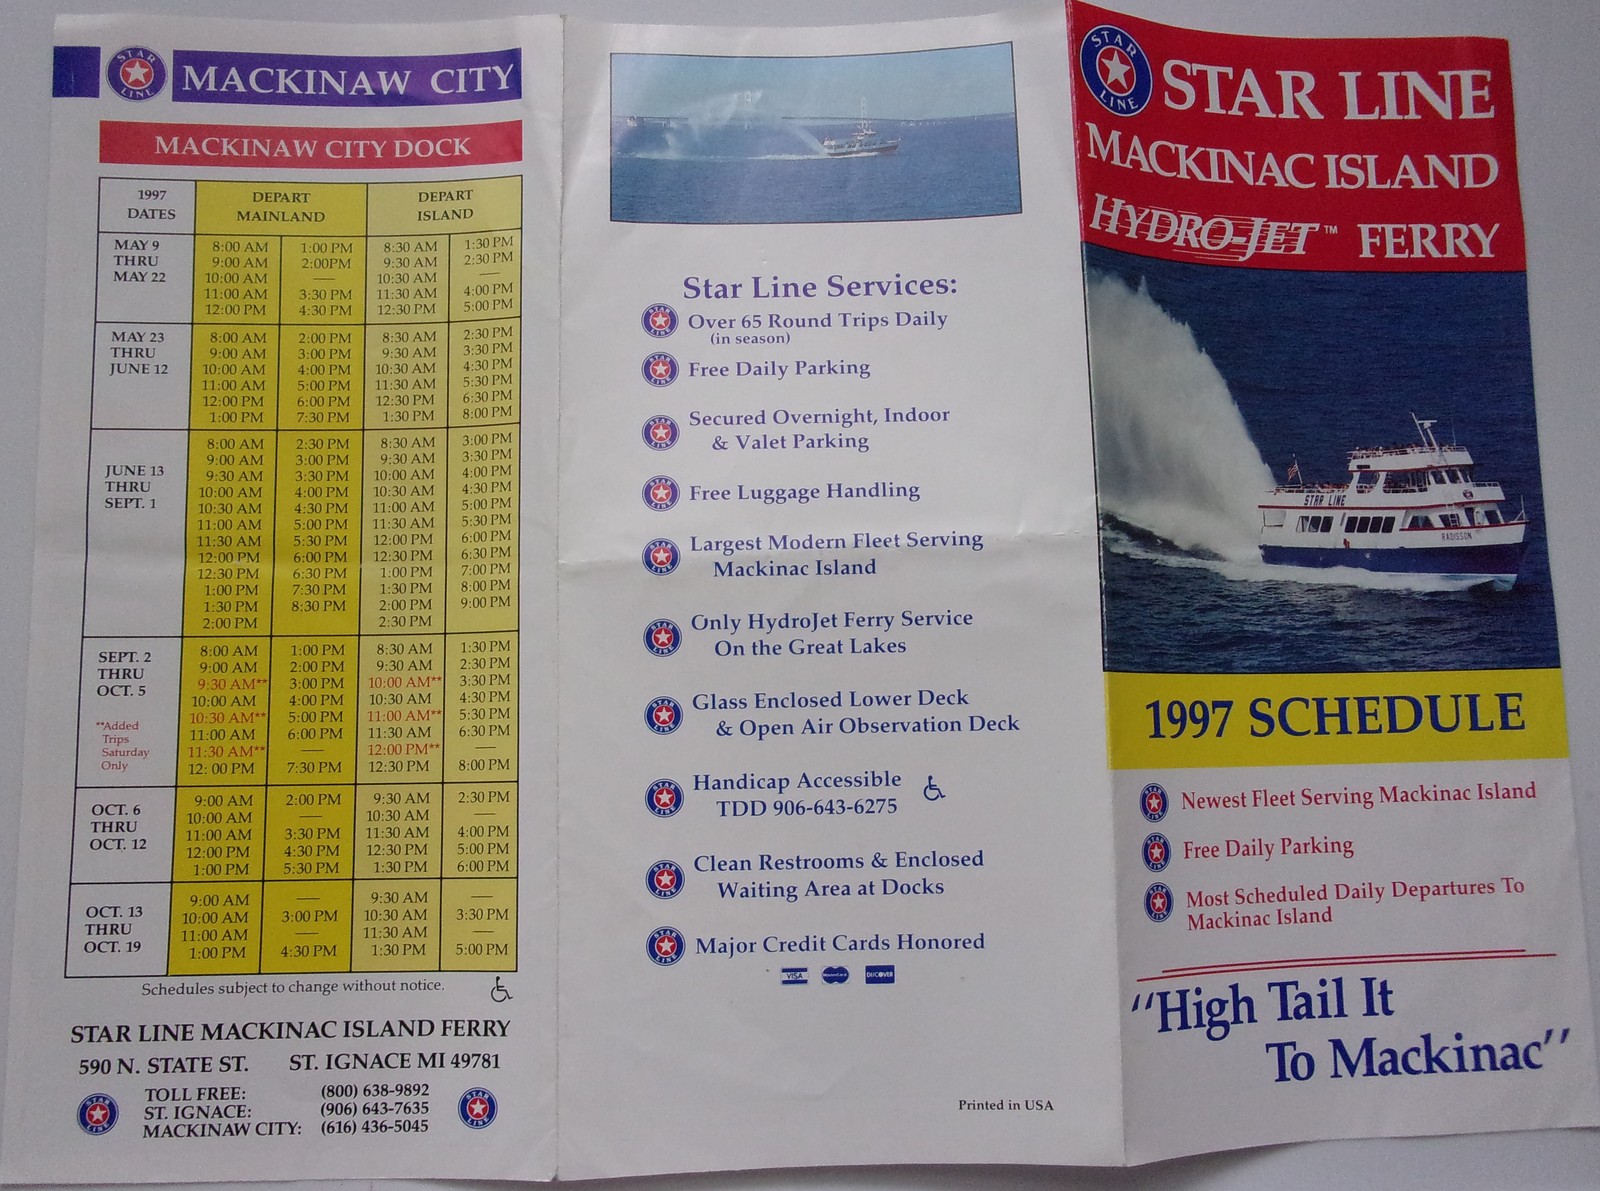 STAR LINE
MACKINAW CITY
MACKINAW CITY DOCK
1997 DATES DEPART MAINLAND DEPART ISLAND
MAY 9 THRU MAY 22
8:00 AM 1:00 PM 8:30 AM 1:30 PM
9:00 AM 2:00PM 9:30 AM 2:30 PM
10:00 AM — 10:30 AM —
11:00 AM 3:30 PM 11:30 AM 4:00 PM
12:00 PM 4:30 PM 12:30 PM 5:00 PM
MAY 23 THRU JUNE 12
8:00 AM 2:00 PM 8:30 AM 2:30 PM
9:00 AM 3:00 PM 9:30 AM 3:30 PM
10:00 AM 4:00 PM 10:30 AM 4:30 PM
11:00 AM 5:00 PM 11:30 AM 5:30 PM
12:00 PM 6:00 PM 12:30 PM 6:30 PM
1:00 PM 7:30 PM 1:30 PM 8:00 PM
JUNE 13 THRU SEPT. 1
8:00 AM 2:30 PM 8:30 AM 3:00 PM
9:00 AM 3:00 PM 9:30 AM 3:30 PM
9:30 AM 3:30 PM 10:00 AM 4:00 PM
10:00 AM 4:00 PM 10:30 AM 4:30 PM
10:30 AM 4:30 PM 11:00 AM 5:00 PM
11:00 AM 5:00 PM 11:30 AM 5:30 PM
11:30 AM 5:30 PM 12:00 PM 6:00 PM
12:00 PM 6:00 PM 12:30 PM 6:30 PM
12:30 PM 6:30 PM 1:00 PM 7:00 PM
1:00 PM 7:30 PM 1:30 PM 8:00 PM
1:30 PM 8:30 PM 2:00 PM 9:00 PM
2:00 PM 2:30 PM
SEPT. 2 THRU OCT. 5
**Added Trips Saturday Only
8:00 AM 1:00 PM 8:30 AM 1:30 PM
9:00 AM 2:00 PM 9:30 AM 2:30 PM
9:30 AM** 3:00 PM 10:00 AM** 3:30 PM
10:00 AM 4:00 PM 10:30 AM 4:30 PM
10:30 AM** 5:00 PM 11:00 AM** 5:30 PM
11:00 AM 6:00 PM 11:30 AM 6:30 PM
11:30 AM** — 12:00 PM** —
12: 00 PM 7:30 PM 12:30 PM 8:00 PM
OCT. 6 THRU OCT. 12
9:00 AM 2:00 PM 9:30 AM 2:30 PM
10:00 AM — 10:30 AM —
11:00 AM 3:30 PM 11:30 AM 4:00 PM
12:00 PM 4:30 PM 12:30 PM 5:00 PM
1:00 PM 5:30 PM 1:30 PM 6:00 PM
OCT. 13 THRU OCT. 19
9:00 AM — 9:30 AM —
10:00 AM 3:00 PM 10:30 AM 3:30 PM
11:00 AM — 11:30 AM —
1:00 PM 4:30 PM 1:30 PM 5:00 PM
Schedules subject to change without notice.
STAR LINE MACKINAC ISLAND FERRY
590 N. STATE ST. ST. IGNACE MI 49781
TOLL FREE: (800) 638-9892
ST. IGNACE: (906) 643-7635
MACKINAW CITY: (616) 436-5045
Star Line Services:
Over 65 Round Trips Daily
(in season)
Free Daily Parking
Secured Overnight, Indoor
& Valet Parking
Free Luggage Handling
Largest Modern Fleet Serving
Mackinac Island
Only HydroJet Ferry Service
On the Great Lakes
Glass Enclosed Lower Deck
& Open Air Observation Deck
Handicap Accessible
TDD 906-643-6275
Clean Restrooms & Enclosed
Waiting Area at Docks
Major Credit Cards Honored
VISA MasterCard DISCOVER
Printed in USA
STAR LINE
STAR LINE
MACKINAC ISLAND
HYDRO-JET™ FERRY
STAR LINE
RADISSON
1997 SCHEDULE
Newest Fleet Serving Mackinac Island
Free Daily Parking
Most Scheduled Daily Departures To
Mackinac Island
"High Tail It
To Mackinac"